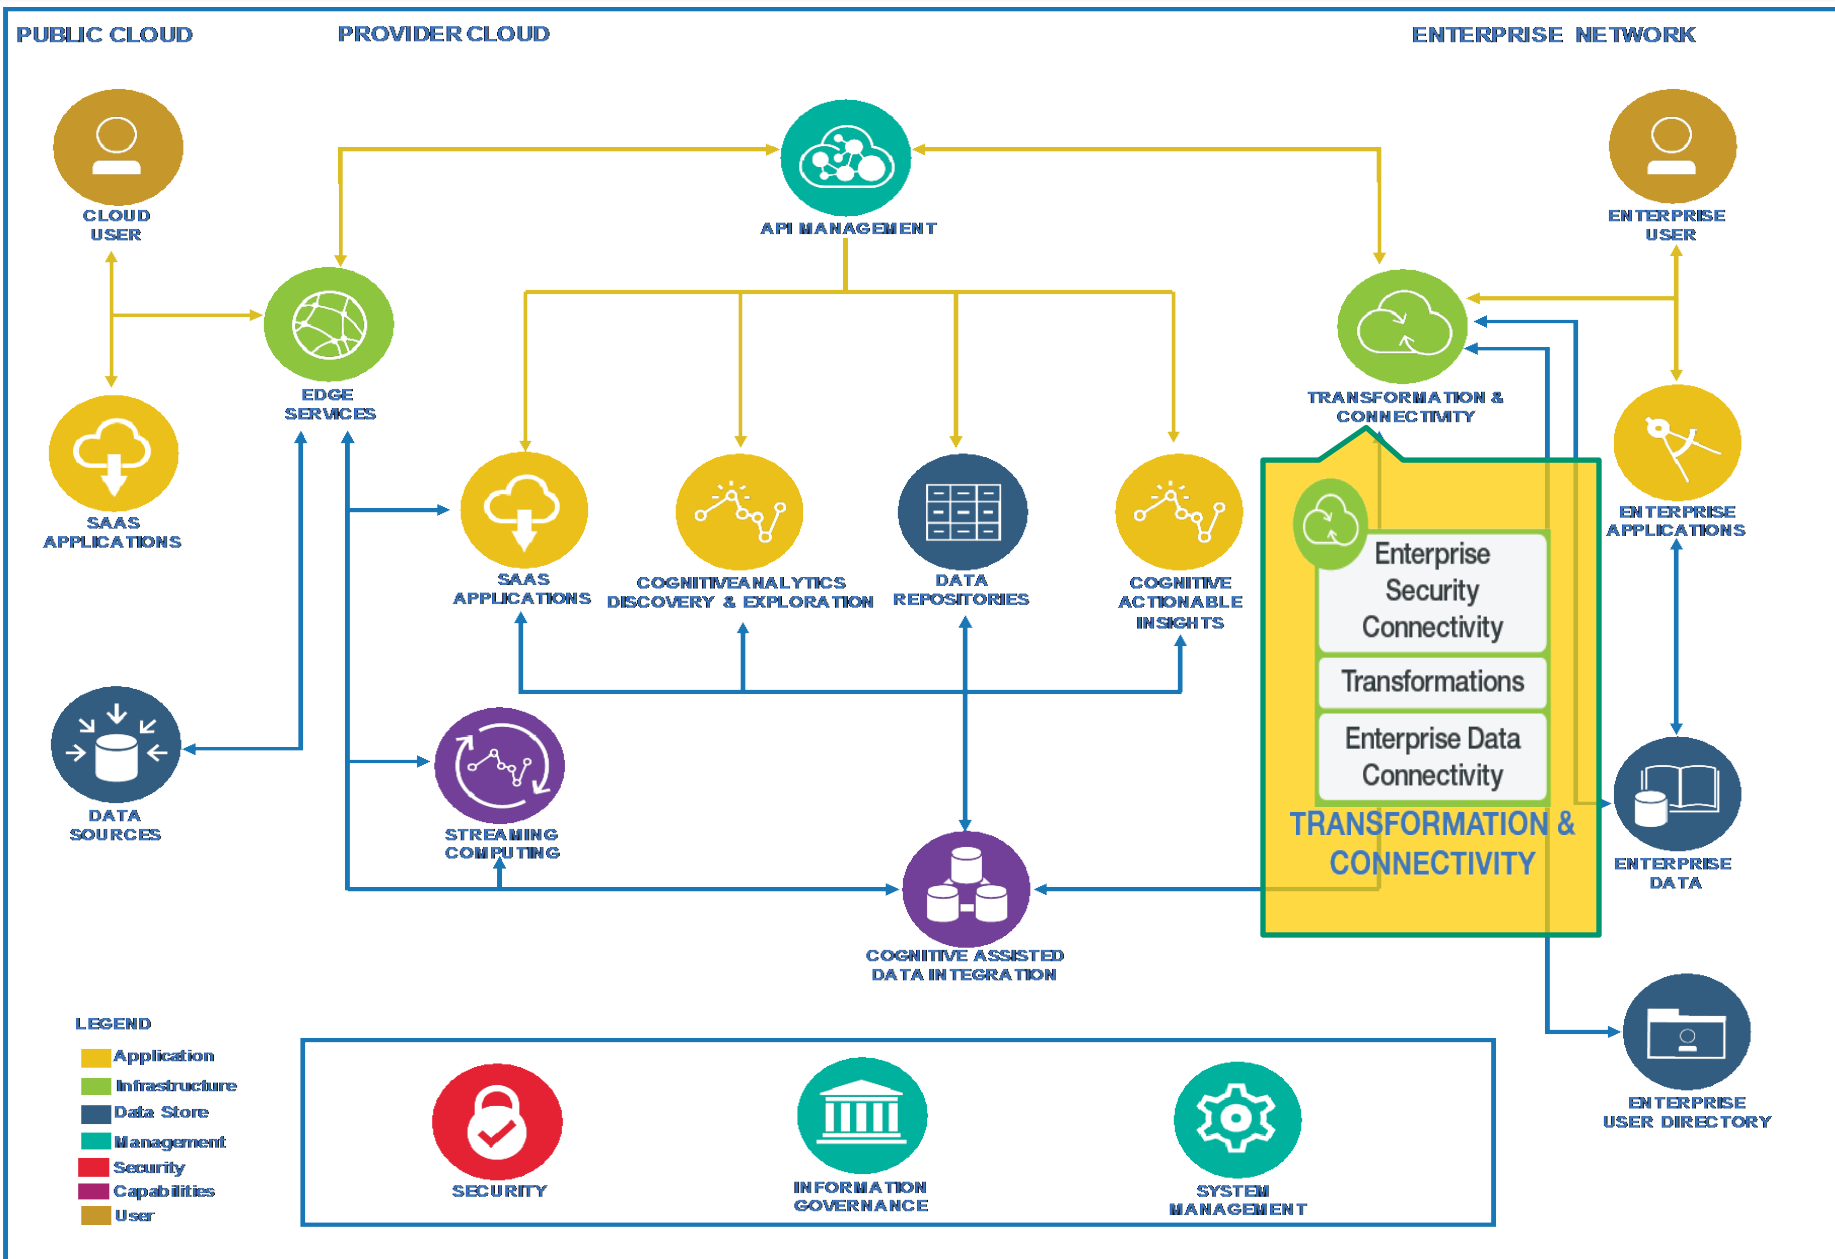 PUBLIC CLOUD
PROVIDER CLOUD
ENTERPRISE NETWORK
CLOUD
USER
API MANAGEMENT
ENTERPRISE
USER
EDGE
SERVICES
TRANSFORMATION &
CONNECTIVITY
SAAS
APPLICATIONS
ENTERPRISE
APPLICATIONS
SAAS
APPLICATIONS
COGNITIVEANALYTICS
DISCOVERY & EXPLORATION
DATA
REPOSITORIES
COGNITIVE
ACTIONABLE
INSIGHTS
Enterprise
Security
Connectivity
Transformations
Enterprise Data
Connectivity
TRANSFORMATION &
CONNECTIVITY
DATA
SOURCES
STREAMING
COMPUTING
ENTERPRISE
DATA
COGNITIVE ASSISTED
DATA INTEGRATION
LEGEND
Application
Infrastructure
Data Store
Management
Security
Capabilities
User
SECURITY
INFORMATION
GOVERNANCE
SYSTEM
MANAGEMENT
ENTERPRISE
USER DIRECTORY